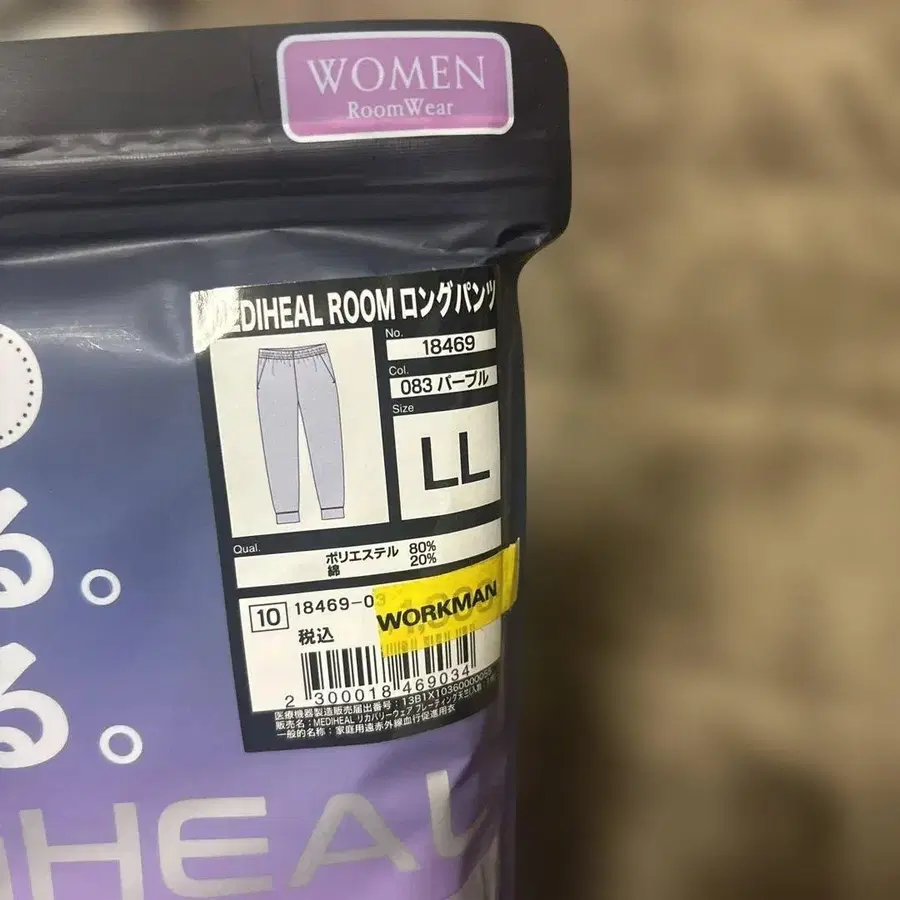 WOMEN
RoomWear
MEDIHEAL ROOM ロングパンツ
No.
18469
Col.
083 パープル
Size
LL
Qual.
ポリエステル 80%
綿 20%
10 18469-03
WORKMAN
税込
2 300018 469034
医療機器製造販売届出番号：13B1X10360000055
販売名：MEDIHEAL リカバリーウェア
一般的名称：家庭用遠赤外線血行促進用衣
る。
る。
HEAL